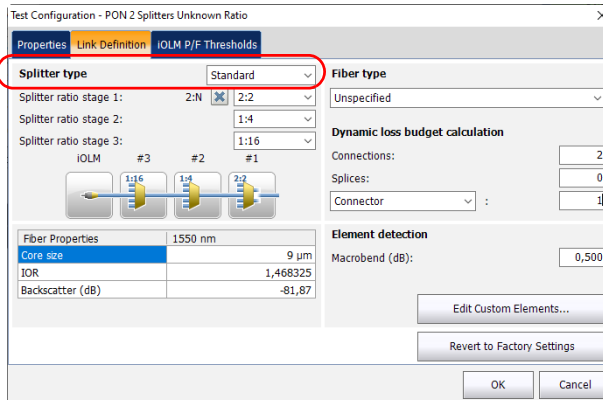 Test Configuration - PON 2 Splitters Unknown Ratio
Properties Link Definition iOLM P/F Thresholds
Splitter type Standard
Splitter ratio stage 1: 2:N 2:2
Splitter ratio stage 2: 1:4
Splitter ratio stage 3: 1:16
iOLM #3 #2 #1
1:16 1:4 2:2
Fiber Properties 1550 nm
Core size 9 µm
IOR 1,468325
Backscatter (dB) -81,87
Fiber type
Unspecified
Dynamic loss budget calculation
Connections: 2
Splices: 0
Connector : 1
Element detection
Macrobend (dB): 0,500
Edit Custom Elements...
Revert to Factory Settings
OK Cancel